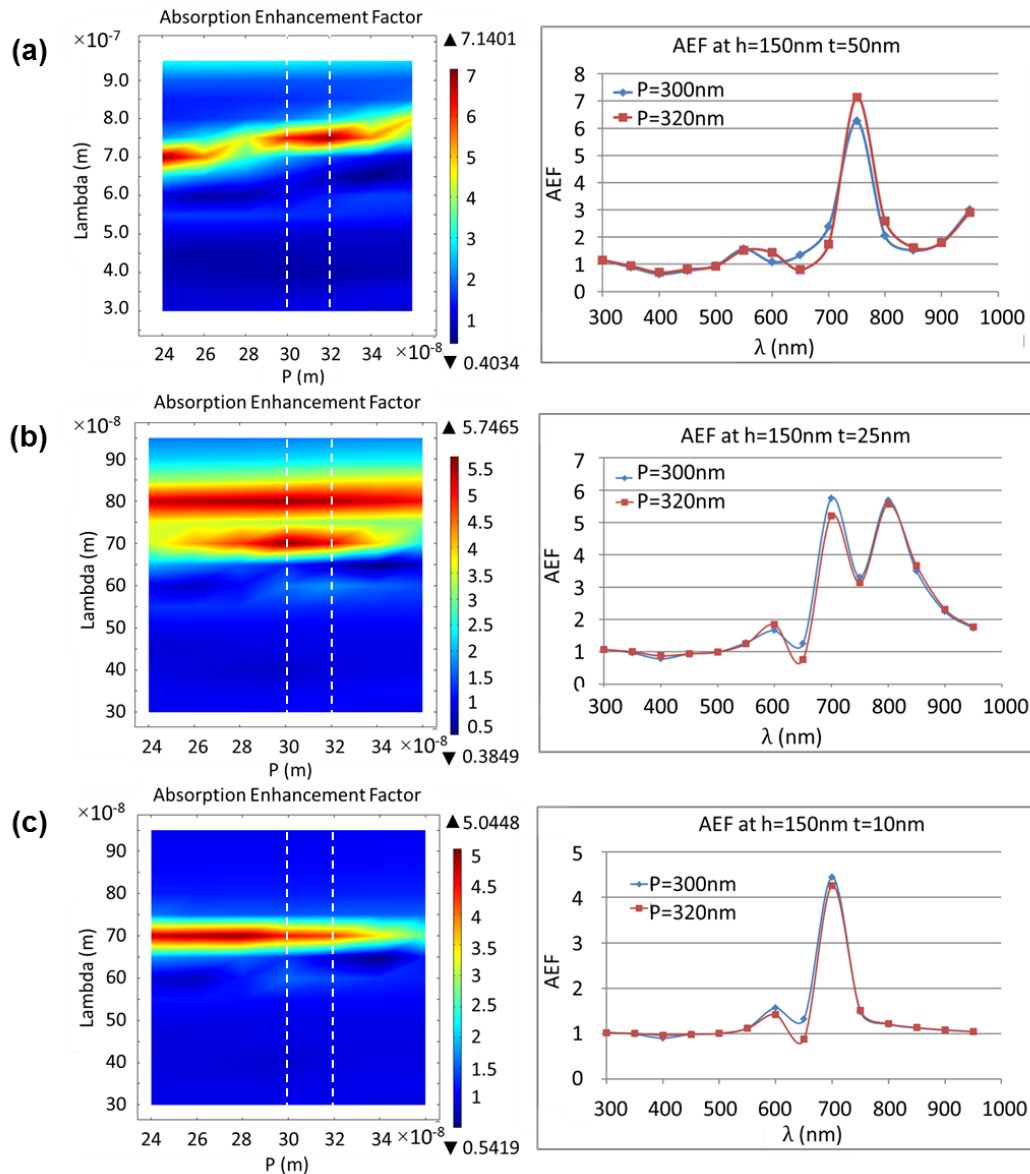 (a)
Absorption Enhancement Factor
×10⁻⁷
▲ 7.1401
9.0
8.0
7.0
6.0
5.0
4.0
3.0
Lambda (m)
7
6
5
4
3
2
1
24 26 28 30 32 34 36 ×10⁻⁸
▼ 0.4034
P (m)
AEF at h=150nm t=50nm
P=300nm
P=320nm
8
7
6
5
4
3
2
1
0
AEF
300 400 500 600 700 800 900 1000
λ (nm)
(b)
Absorption Enhancement Factor
×10⁻⁸
▲ 5.7465
90
80
70
60
50
40
30
Lambda (m)
5.5
5
4.5
4
3.5
3
2.5
2
1.5
1
0.5
24 26 28 30 32 34 ×10⁻⁸
▼ 0.3849
P (m)
AEF at h=150nm t=25nm
P=300nm
P=320nm
7
6
5
4
3
2
1
0
AEF
300 400 500 600 700 800 900 1000
λ (nm)
(c)
Absorption Enhancement Factor
×10⁻⁸
▲ 5.0448
90
80
70
60
50
40
30
Lambda (m)
5
4.5
4
3.5
3
2.5
2
1.5
1
24 26 28 30 32 34 ×10⁻⁸
▼ 0.5419
P (m)
AEF at h=150nm t=10nm
P=300nm
P=320nm
5
4
3
2
1
0
AEF
300 400 500 600 700 800 900 1000
λ (nm)